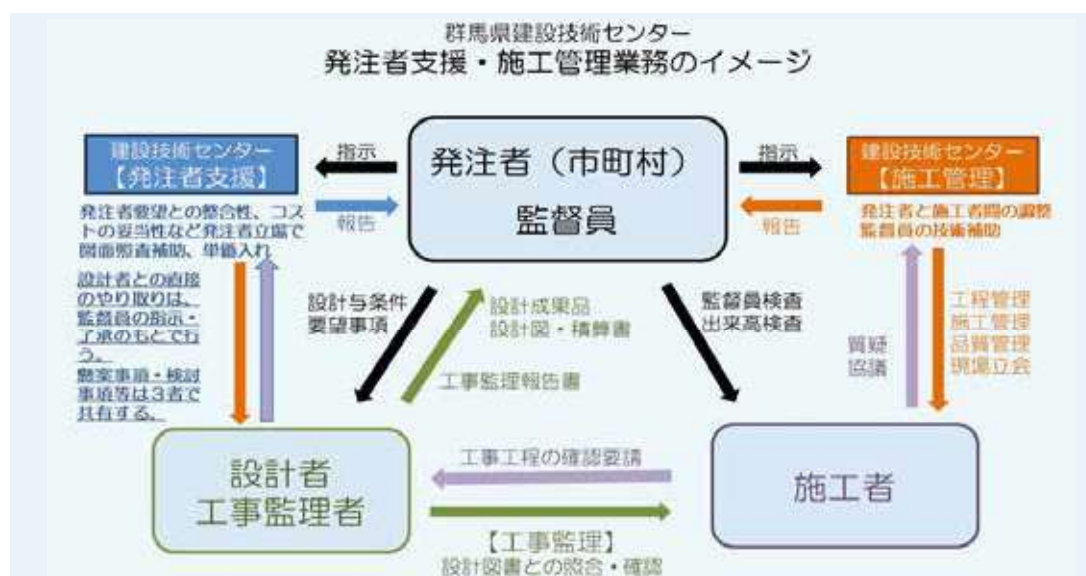 群馬県建設技術センター
発注者支援・施工管理業務のイメージ
建設技術センター
【発注者支援】
指示
報告
発注者（市町村）
監督員
指示
報告
建設技術センター
【施工管理】
発注者要望との整合性、コス
トの妥当性など発注者立場で
図面照査補助、単価入れ
発注者と施工者間の調整
監督員の技術補助
設計者との直接
のやり取りは、
監督員の指示・
了承のもとで行
う。
懸案事項・検討
事項等は３者で
共有する。
設計与条件
要望事項
設計成果品
設計図・積算書
工事監理報告書
監督員検査
出来高検査
質疑
協議
工程管理
施工管理
品質管理
現場立会
設計者
工事監理者
工事工程の確認要請
【工事監理】
設計図書との照合・確認
施工者